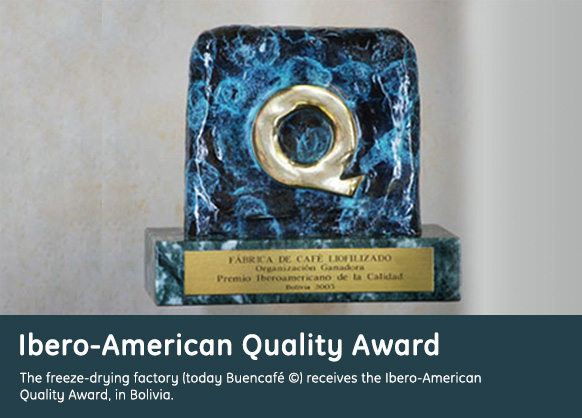 Q
FÁBRICA DE CAFÉ LIOFILIZADO
Organización Ganadora
Premio Iberoamericano de la Calidad
Bolivia 2003
Ibero-American Quality Award
The freeze-drying factory (today Buencafé ©) receives the Ibero-American
Quality Award, in Bolivia.